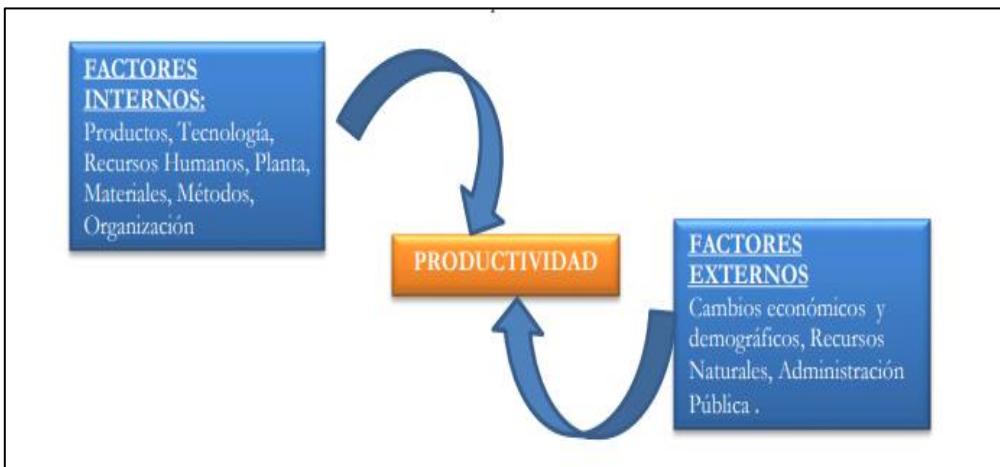 FACTORES
INTERNOS:
Productos, Tecnología,
Recursos Humanos, Planta,
Materiales, Métodos,
Organización
PRODUCTIVIDAD
FACTORES
EXTERNOS
Cambios económicos y
demográficos, Recursos
Naturales, Administración
Pública .